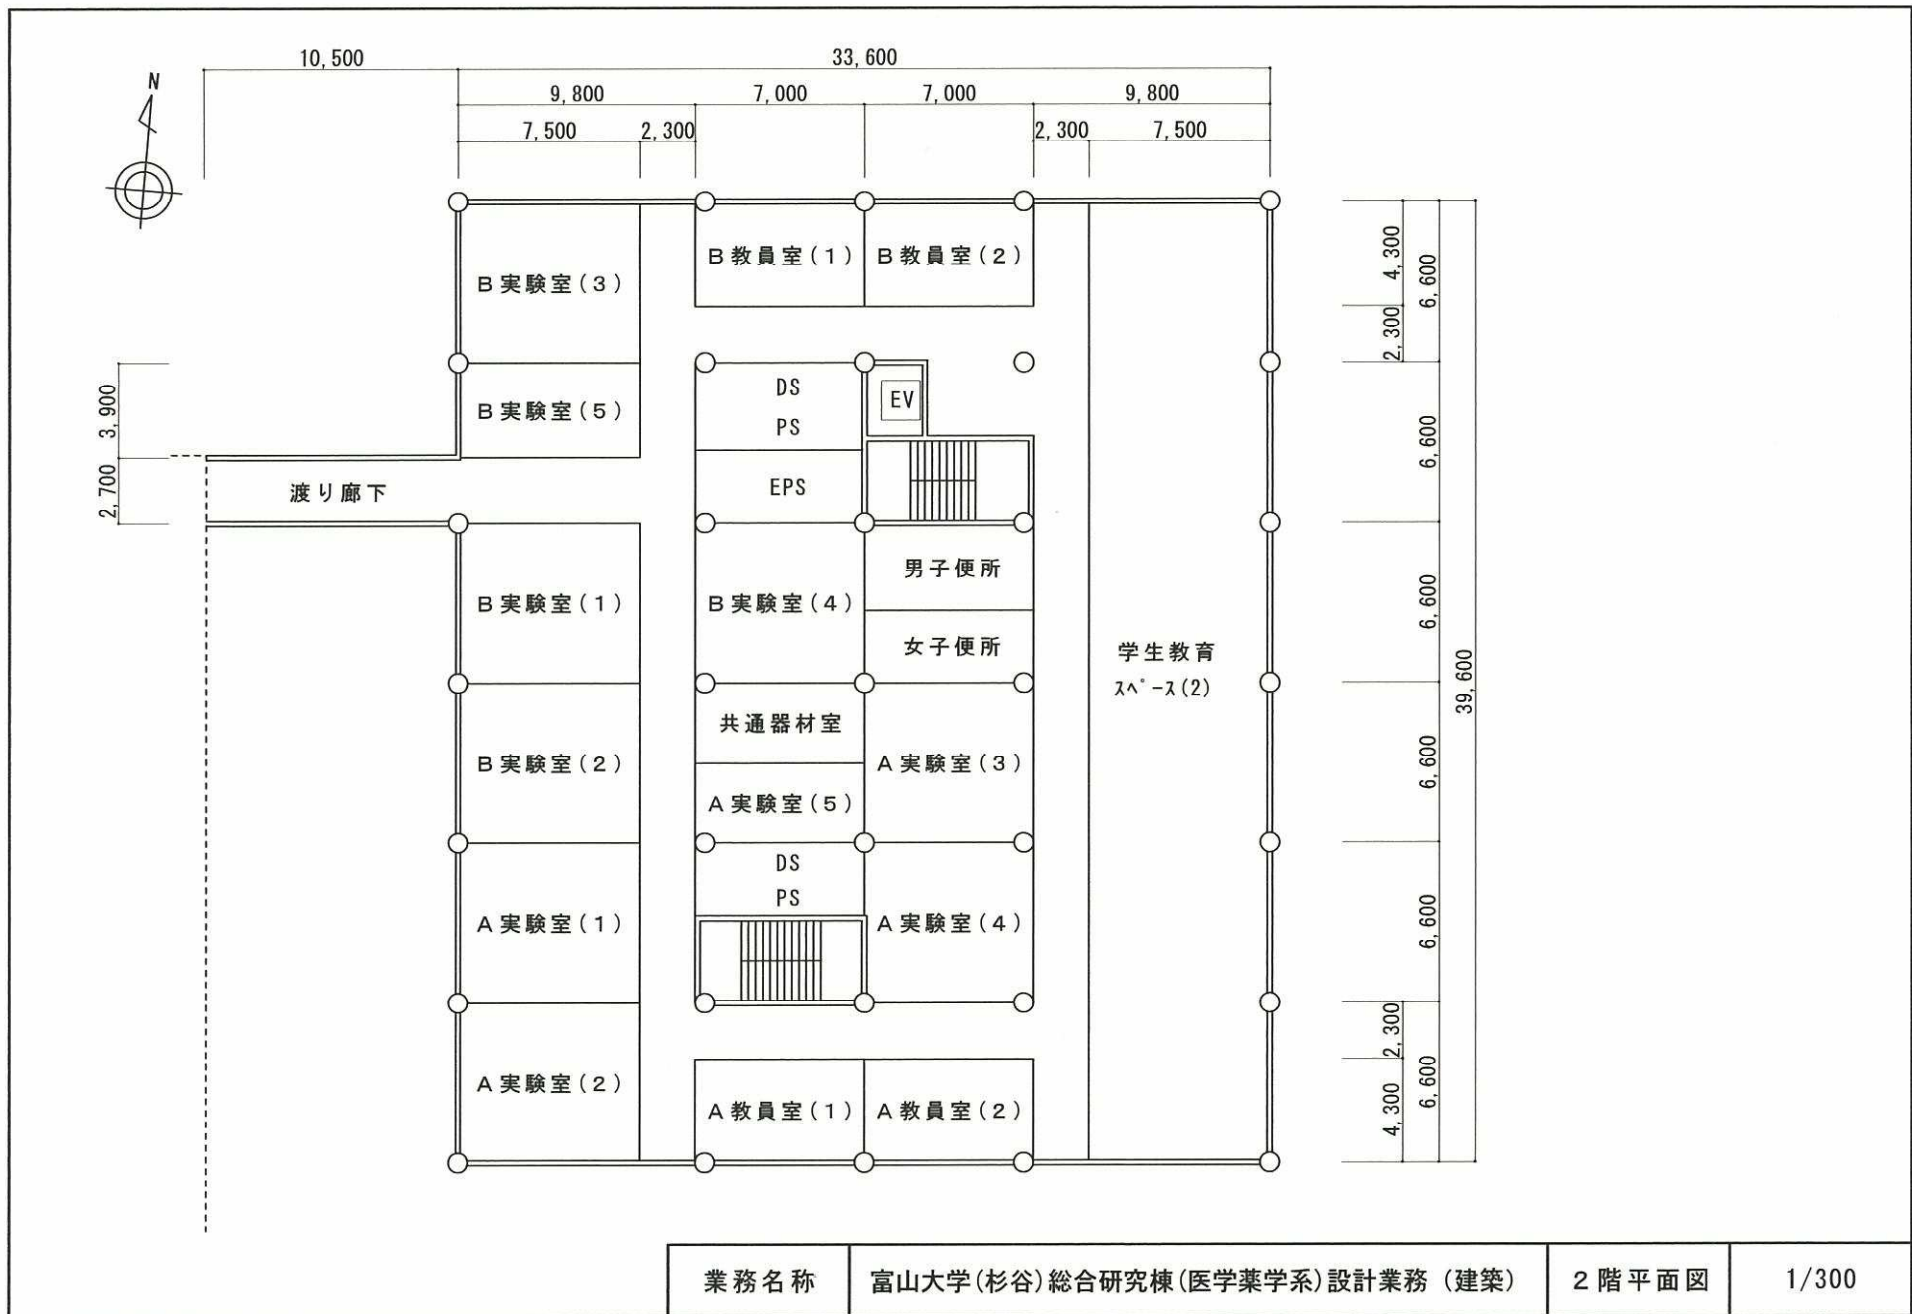 N
10,500
33,600
9,800
7,000
7,000
9,800
7,500
2,300
2,300
7,500
B教員室(1)
B教員室(2)
B実験室(3)
4,300
6,600
2,300
DS
PS
EV
B実験室(5)
3,900
6,600
EPS
渡り廊下
2,700
男子便所
B実験室(1)
B実験室(4)
6,600
女子便所
学生教育
スペース(2)
39,600
共通器材室
B実験室(2)
A実験室(3)
6,600
A実験室(5)
DS
PS
A実験室(1)
A実験室(4)
6,600
2,300
A実験室(2)
6,600
4,300
A教員室(1)
A教員室(2)
業務名称
富山大学(杉谷)総合研究棟(医学薬学系)設計業務 (建築)
2階平面図
1/300